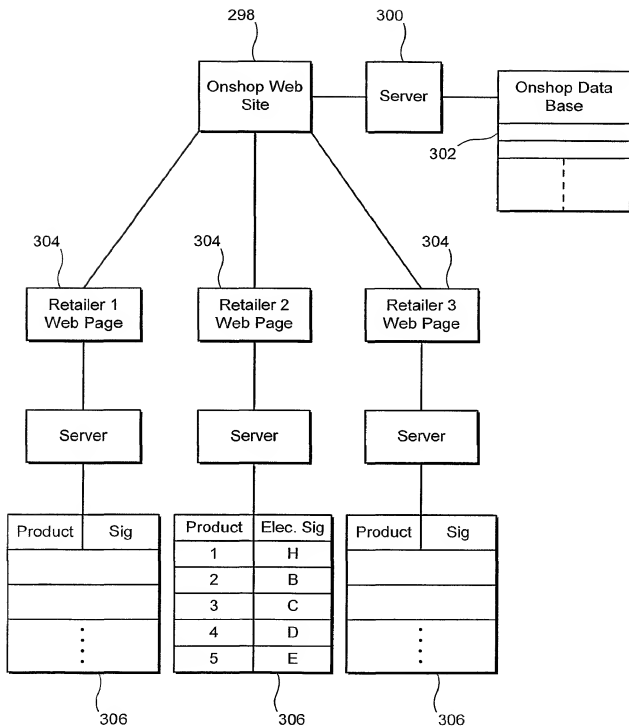 298
300
Onshop Web
Site
Server
Onshop Data
Base
302
304
304
304
Retailer 1
Web Page
Retailer 2
Web Page
Retailer 3
Web Page
Server
Server
Server
Product Sig
Product Elec. Sig
1 H
2 B
3 C
4 D
5 E
Product Sig
306
306
306